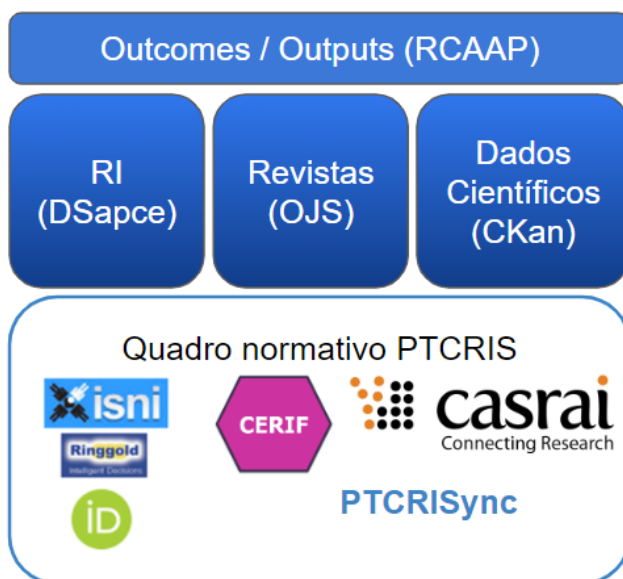 Outcomes / Outputs (RCAAP)
RI
(DSapce)
Revistas
(OJS)
Dados
Científicos
(CKan)
Quadro normativo PTCRIS
isni
Ringgold
Intelligent Decisions
iD
CERIF
casrai
Connecting Research
PTCRISync